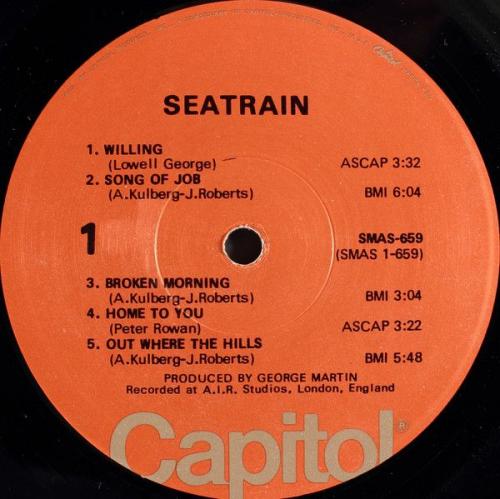 SEATRAIN
1. WILLING
(Lowell George) ASCAP 3:32
2. SONG OF JOB
(A.Kulberg-J.Roberts) BMI 6:04
1 SMAS-659
(SMAS 1-659)
3. BROKEN MORNING
(A.Kulberg-J.Roberts) BMI 3:04
4. HOME TO YOU
(Peter Rowan) ASCAP 3:22
5. OUT WHERE THE HILLS
(A.Kulberg-J.Roberts) BMI 5:48
PRODUCED BY GEORGE MARTIN
Recorded at A.I.R. Studios, London, England
Capitol®